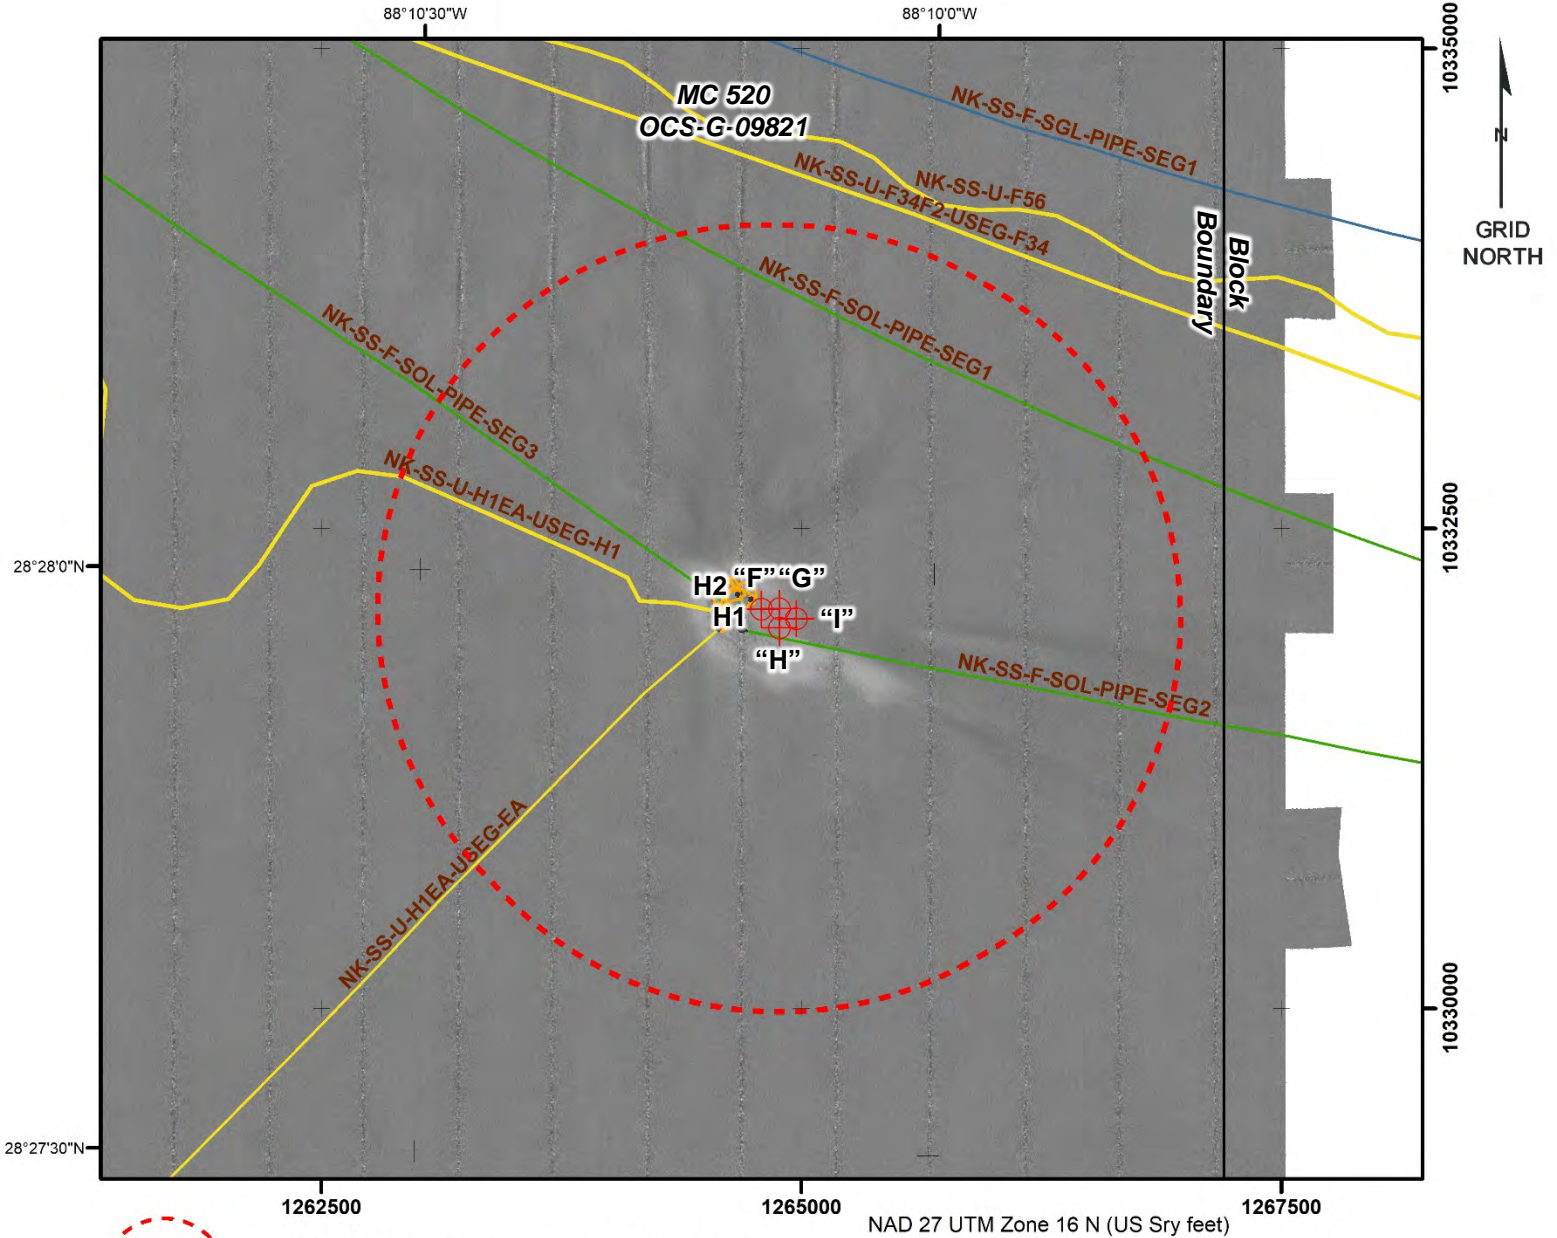 88°10'30"W
88°10'0"W
10335000
MC 520
OCS-G-09821
NK-SS-F-SGL-PIPE-SEG1
N
GRID
NORTH
NK-SS-U-F56
NK-SS-U-F34F2-USEG-F34
Block
Boundary
NK-SS-F-SOL-PIPE-SEG1
NK-SS-F-SOL-PIPE-SEG3
NK-SS-U-H1EA-USEG-H1
10332500
28°28'0"N
H2
“F”
“G”
H1
“I”
“H”
NK-SS-F-SOL-PIPE-SEG2
NK-SS-U-H1EA-USEG-EA
10330000
28°27'30"N
1262500
1265000
1267500
NAD 27 UTM Zone 16 N (US Sry feet)